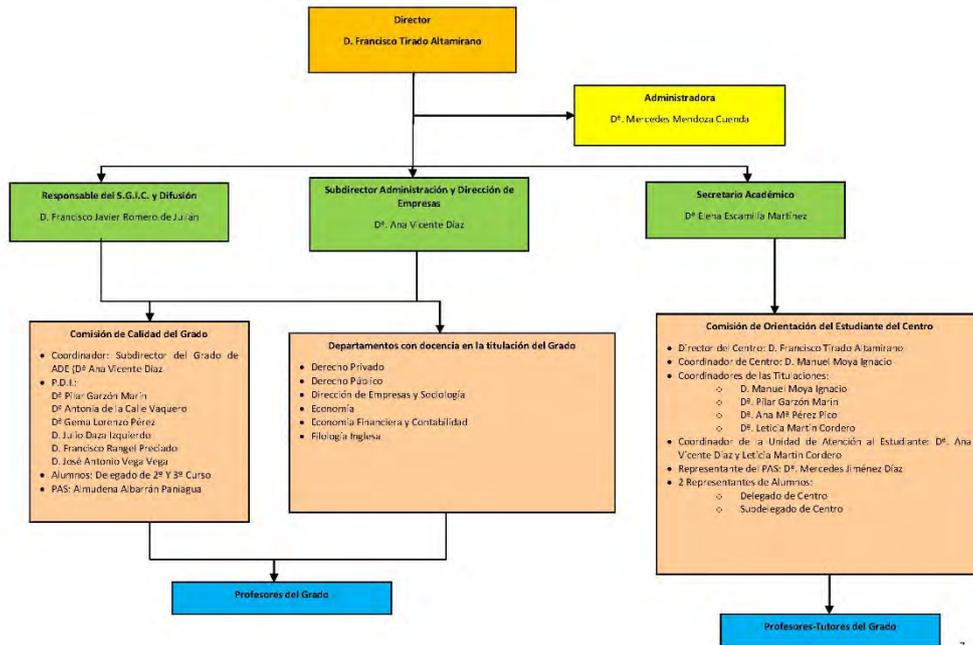 Director
D. Francisco Tirado Altamirano
Administradora
Dª. Mercedes Mendoza Cuenda
Responsable del S.G.I.C. y Difusión
D. Francisco Javier Romero de Julián
Subdirector Administración y Dirección de
Empresas
Dª. Ana Vicente Díaz
Secretario Académico
Dª Elena Escamilla Martínez
Comisión de Calidad del Grado
• Coordinador: Subdirector del Grado de
ADE (Dª Ana Vicente Díaz
• P.D.I.:
Dª Pilar Garzón Marín
Dª Antonia de la Calle Vaquero
Dª Gema Lorenzo Pérez
D. Julio Daza Izquierdo
D. Francisco Rangel Preciado
D. José Antonio Vega Vega
• Alumnos: Delegado de 2º Y 3º Curso
• PAS: Almudena Albarrán Paniagua
Departamentos con docencia en la titulación del Grado
• Derecho Privado
• Derecho Público
• Dirección de Empresas y Sociología
• Economía
• Economía Financiera y Contabilidad
• Filología Inglesa
Comisión de Orientación del Estudiante del Centro
• Director del Centro: D. Francisco Tirado Altamirano
• Coordinador de Centro: D. Manuel Moya Ignacio
• Coordinadores de las Titulaciones:
D. Manuel Moya Ignacio
Dª. Pilar Garzón Marín
Dª. Ana Mª Pérez Pico
Dª. Leticia Martín Cordero
• Coordinador de la Unidad de Atención al Estudiante: Dª. Ana
Vicente Díaz y Leticia Martín Cordero
• Representante del PAS: Dª. Mercedes Jiménez Díaz
• 2 Representantes de Alumnos:
Delegado de Centro
Subdelegado de Centro
Profesores del Grado
Profesores-Tutores del Grado